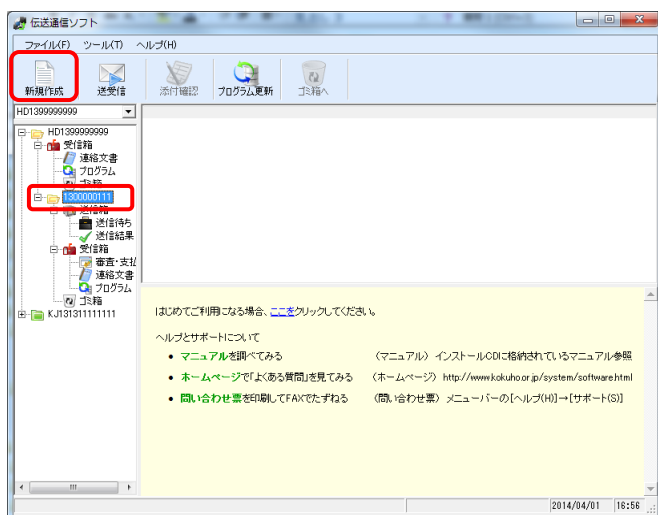 伝送通信ソフト
ファイル(F) ツール(T) ヘルプ(H)
新規作成 送受信 添付確認 プログラム更新 ゴミ箱へ
HD1399999999
HD1399999999
受信箱
連絡文書
プログラム
ゴミ箱
1300000111
送信箱
送信待ち
送信結果
受信箱
審査・支払
連絡文書
プログラム
ゴミ箱
KJ131311111111
はじめてご利用になる場合、ここをクリックしてください。
ヘルプとサポートについて
• マニュアルを調べてみる (マニュアル) インストールCDに格納されているマニュアル参照
• ホームページで「よくある質問」を見てみる (ホームページ) http://www.kokuho.or.jp/system/software.html
• 問い合わせ票を印刷してFAXでたずねる (問い合わせ票) メニューバーの[ヘルプ(H)]→[サポート(S)]
2014/04/01 16:56